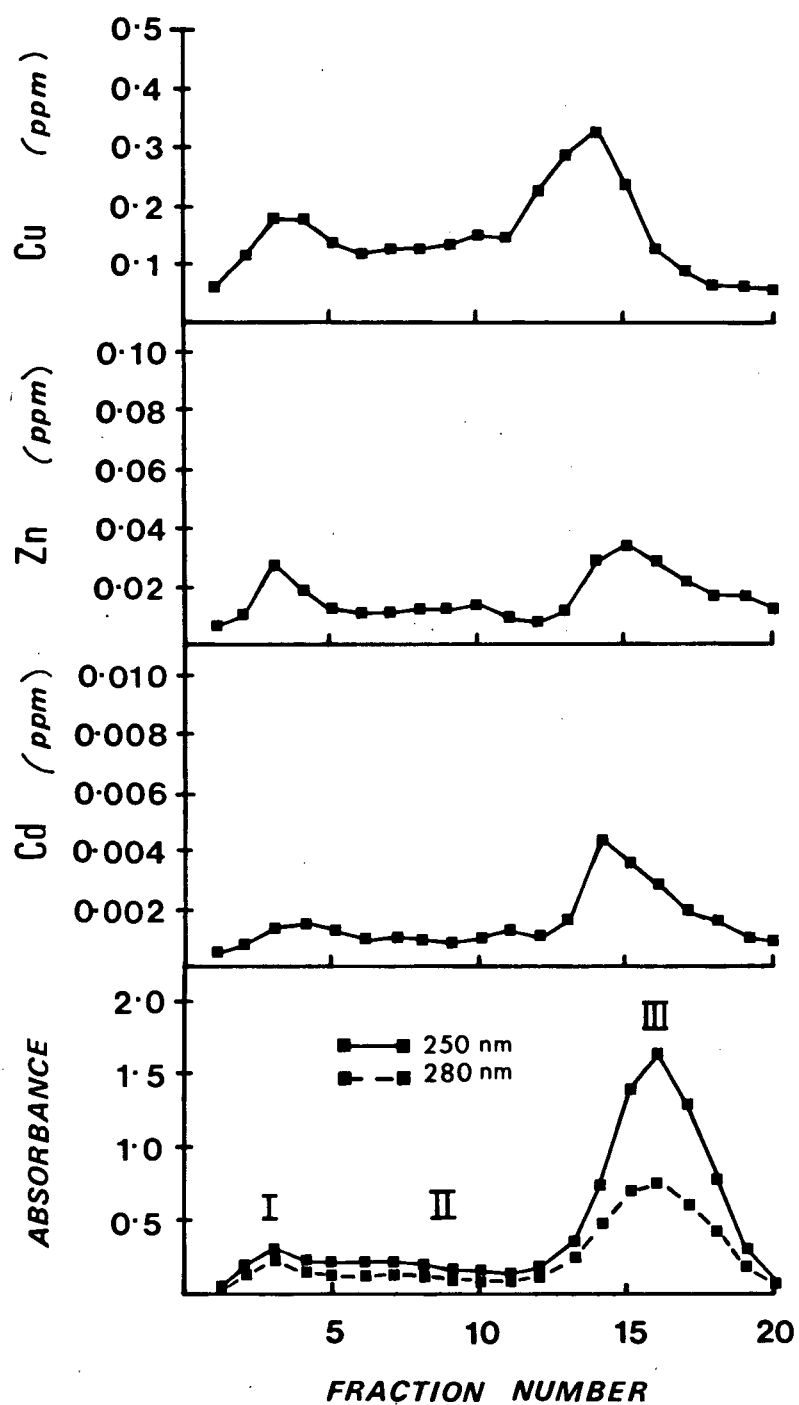 Cu (ppm)
0·5
0·4
0·3
0·2
0·1
Zn (ppm)
0·10
0·08
0·06
0·04
0·02
Cd (ppm)
0·010
0·008
0·006
0·004
0·002
ABSORBANCE
2·0
1·5
1·0
0·5
250 nm
280 nm
I
II
III
5 10 15 20
FRACTION NUMBER